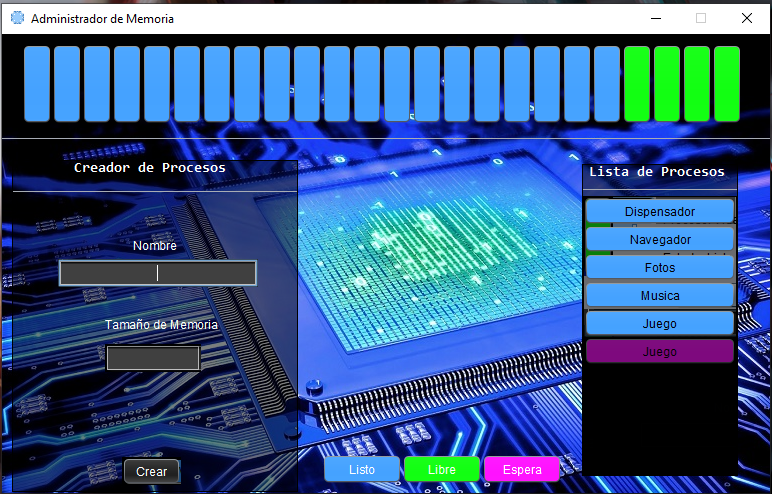 Administrador de Memoria
Creador de Procesos
Nombre
Tamaño de Memoria
Crear
Listo
Libre
Espera
Lista de Procesos
Dispensador
Navegador
Fotos
Musica
Juego
Juego